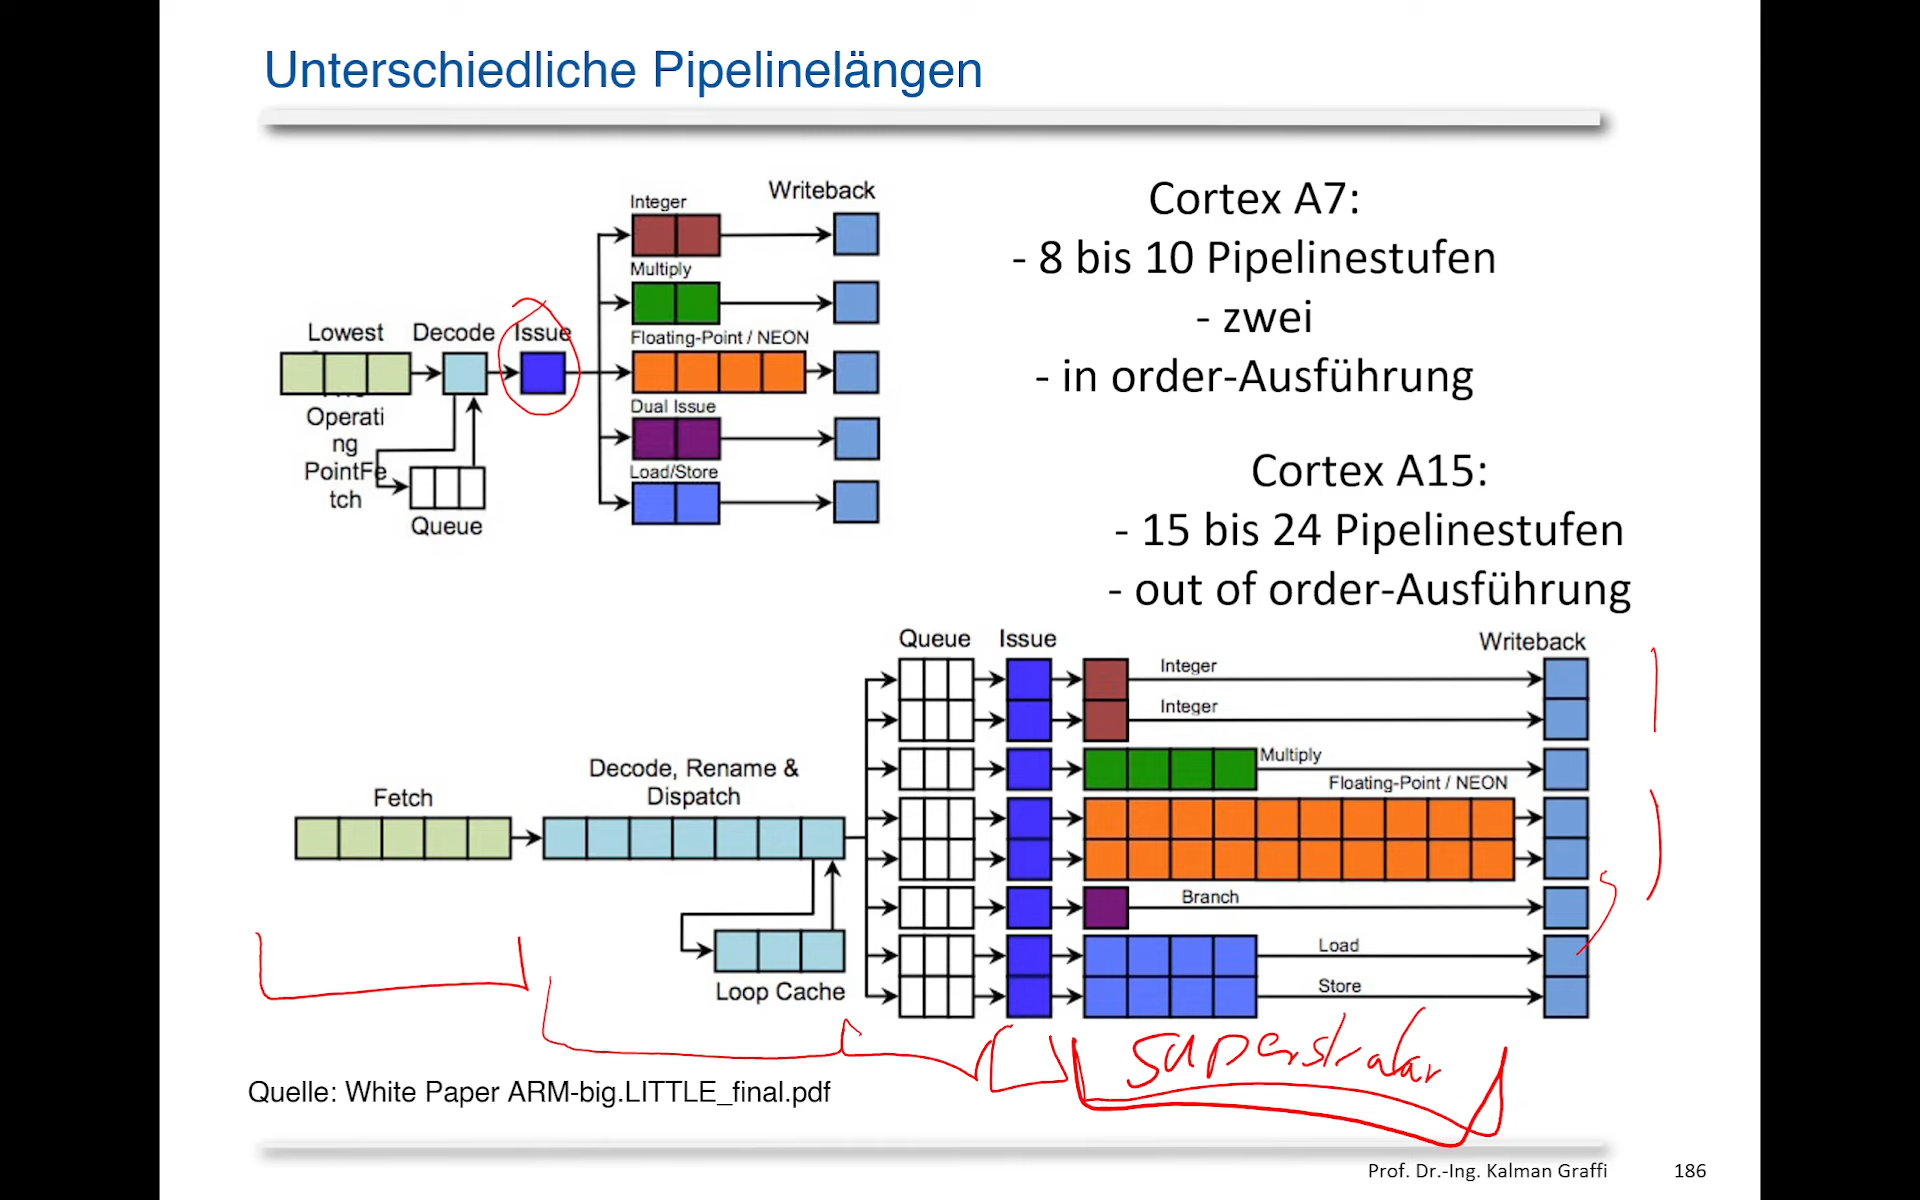 Unterschiedliche Pipelinelängen
Writeback
Integer
Multiply
Lowest
Decode
Issue
Floating-Point / NEON
Operati
ng
PointFe
tch
Dual Issue
Load/Store
Queue
Cortex A7:
- 8 bis 10 Pipelinestufen
- zwei
- in order-Ausführung
Cortex A15:
- 15 bis 24 Pipelinestufen
- out of order-Ausführung
Queue
Issue
Writeback
Integer
Integer
Multiply
Floating-Point / NEON
Decode, Rename &
Dispatch
Fetch
Branch
Load
Loop Cache
Store
superskalar
Quelle: White Paper ARM-big.LITTLE_final.pdf
Prof. Dr.-Ing. Kalman Graffi
186